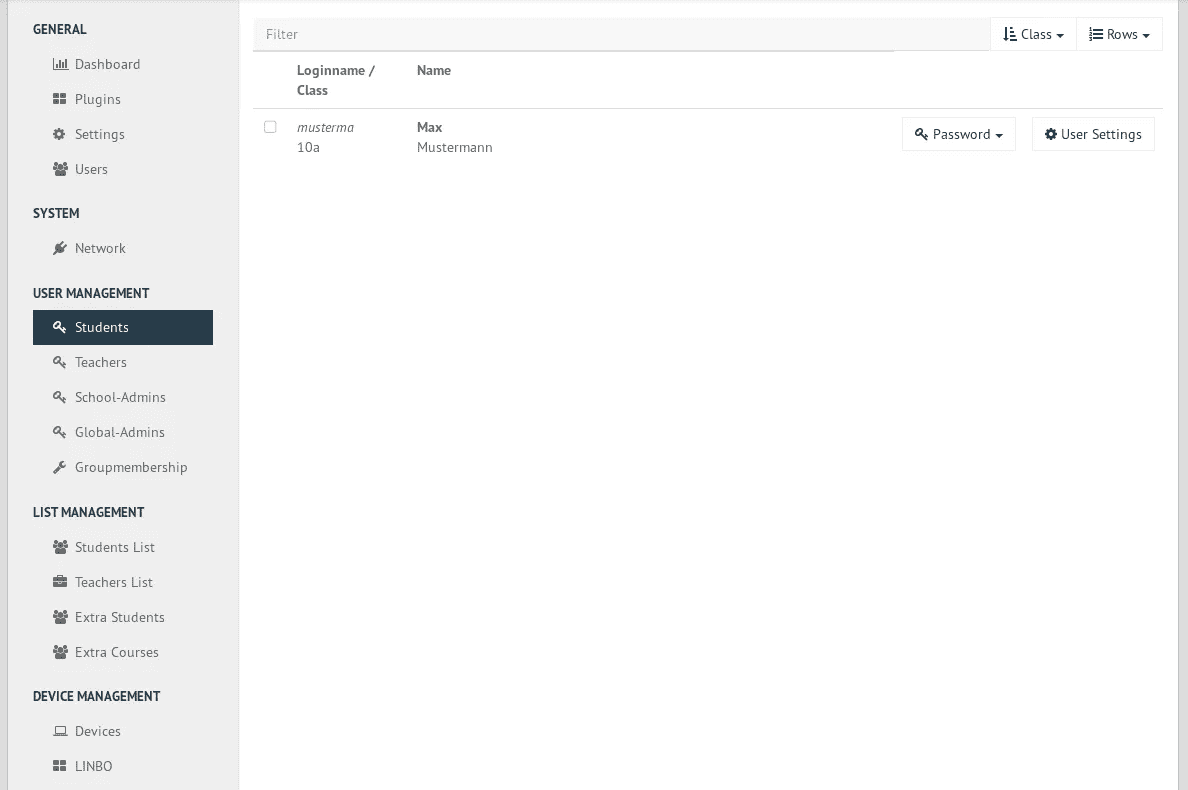 GENERAL
Dashboard
Plugins
Settings
Users
SYSTEM
Network
USER MANAGEMENT
Students
Teachers
School-Admins
Global-Admins
Groupmembership
LIST MANAGEMENT
Students List
Teachers List
Extra Students
Extra Courses
DEVICE MANAGEMENT
Devices
LINBO
Filter
Class
Rows
Loginname /
Class
Name
musterma
10a
Max
Mustermann
Password
User Settings